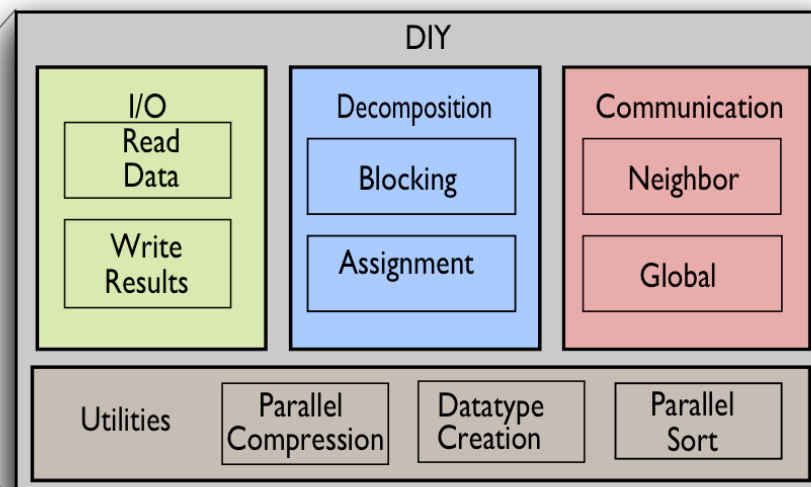 DIY
I/O
Read
Data
Write
Results
Decomposition
Blocking
Assignment
Communication
Neighbor
Global
Utilities
Parallel
Compression
Datatype
Creation
Parallel
Sort